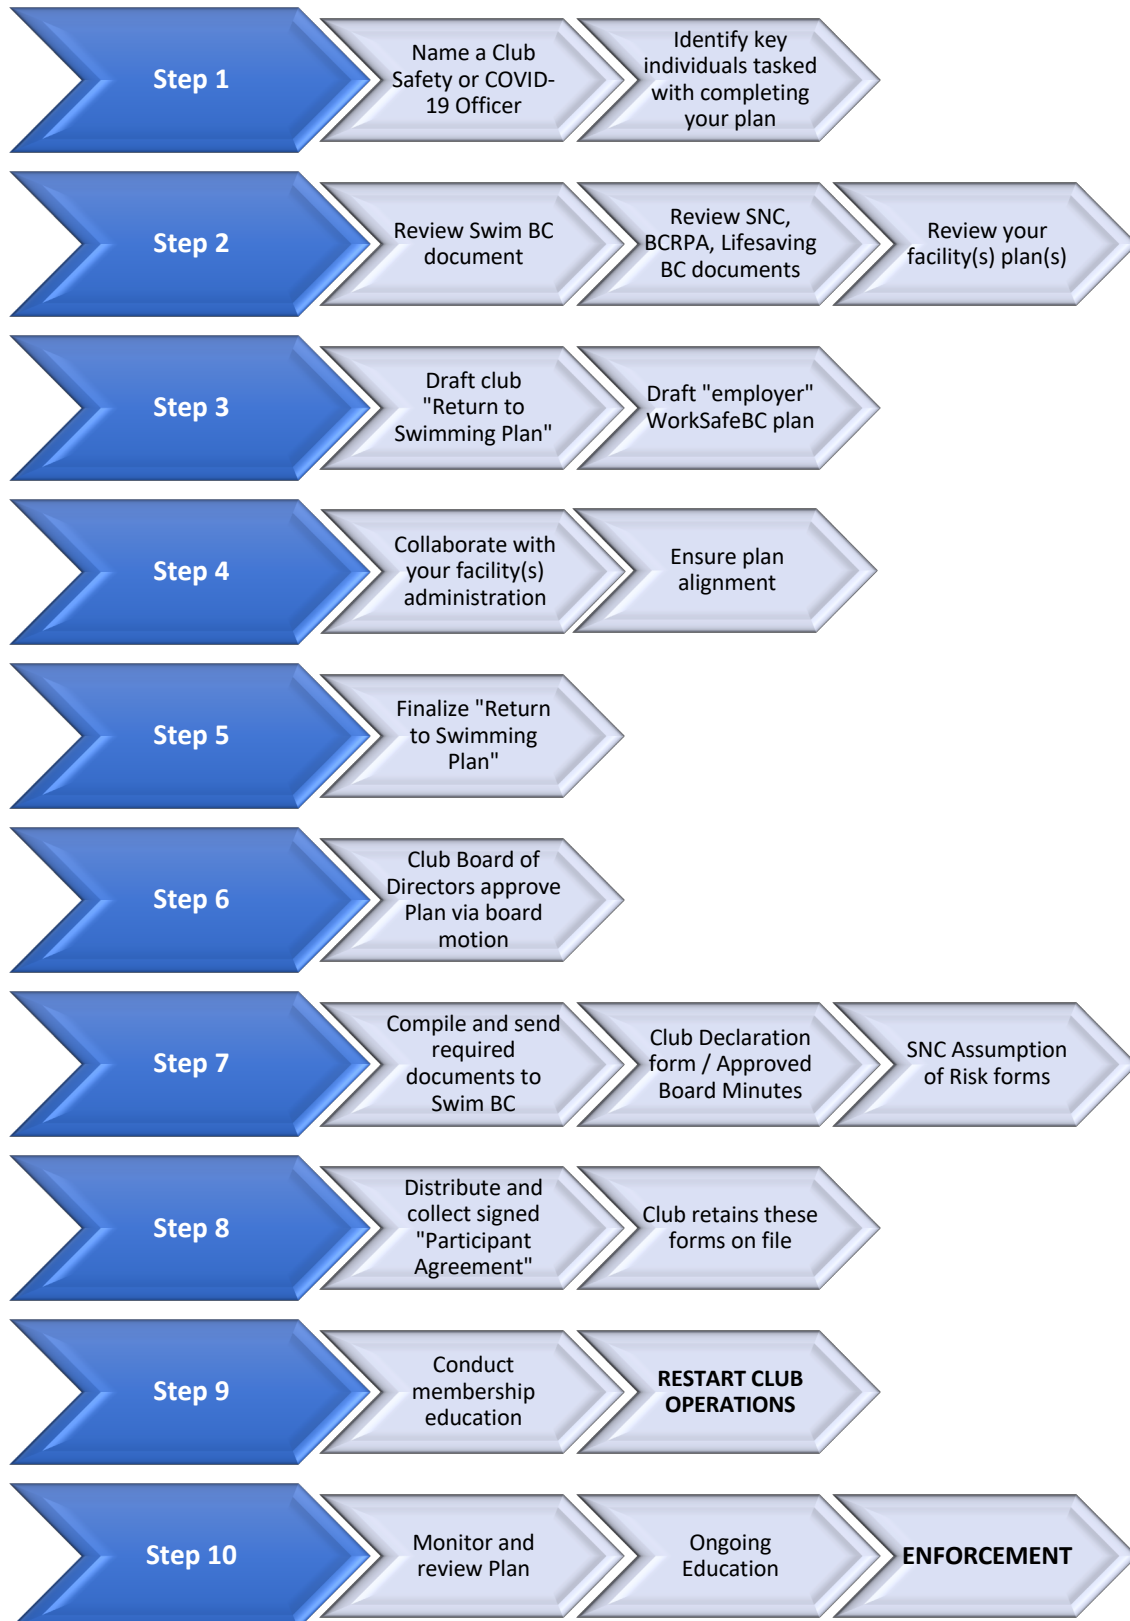 Step 1
Name a Club
Safety or COVID-
19 Officer
Identify key
individuals tasked
with completing
your plan
Step 2
Review Swim BC
document
Review SNC,
BCRPA, Lifesaving
BC documents
Review your
facility(s) plan(s)
Step 3
Draft club
"Return to
Swimming Plan"
Draft "employer"
WorkSafeBC plan
Step 4
Collaborate with
your facility(s)
administration
Ensure plan
alignment
Step 5
Finalize "Return
to Swimming
Plan"
Step 6
Club Board of
Directors approve
Plan via board
motion
Step 7
Compile and send
required
documents to
Swim BC
Club Declaration
form / Approved
Board Minutes
SNC Assumption
of Risk forms
Step 8
Distribute and
collect signed
"Participant
Agreement"
Club retains these
forms on file
Step 9
Conduct
membership
education
RESTART CLUB
OPERATIONS
Step 10
Monitor and
review Plan
Ongoing
Education
ENFORCEMENT